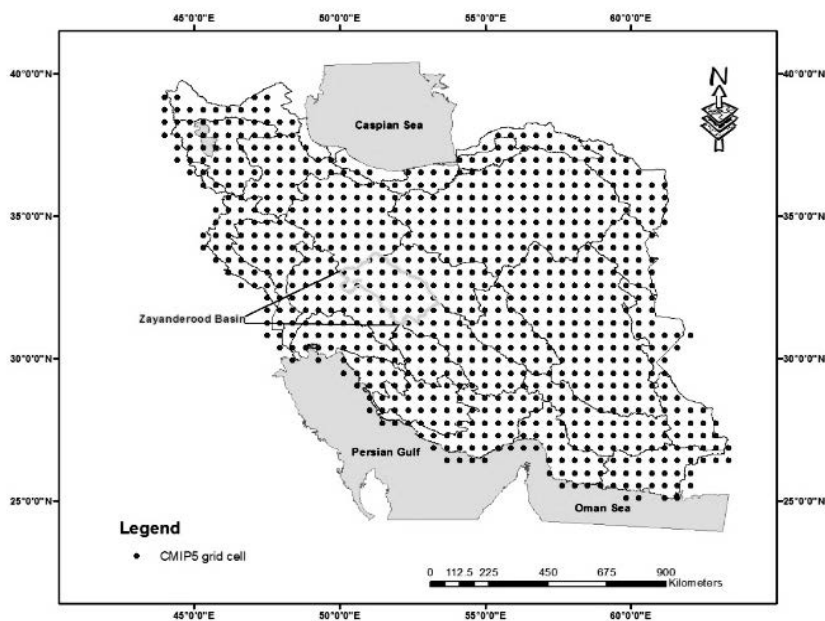 45°0'0"E 50°0'0"E 55°0'0"E 60°0'0"E
40°0'0"N 40°0'0"N
N
Caspian Sea
35°0'0"N 35°0'0"N
Zayanderood Basin
30°0'0"N 30°0'0"N
Persian Gulf
25°0'0"N 25°0'0"N
Oman Sea
Legend
CMIP5 grid cell
0 112.5 225 450 675 900
Kilometers
45°0'0"E 50°0'0"E 55°0'0"E 60°0'0"E